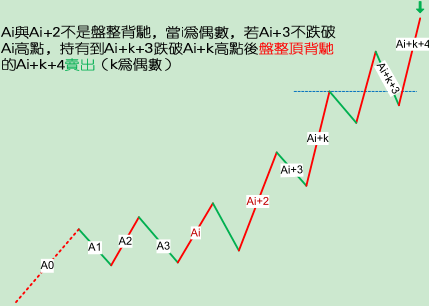 Ai與Ai+2不是盤整背馳，當i爲偶數，若Ai+3不跌破
Ai高點，持有到Ai+k+3跌破Ai+k高點後盤整頂背馳
的Ai+k+4賣出（k爲偶數）
Ai+k+4
Ai+k+3
Ai+k
Ai+3
Ai+2
Ai
A3
A2
A1
A0